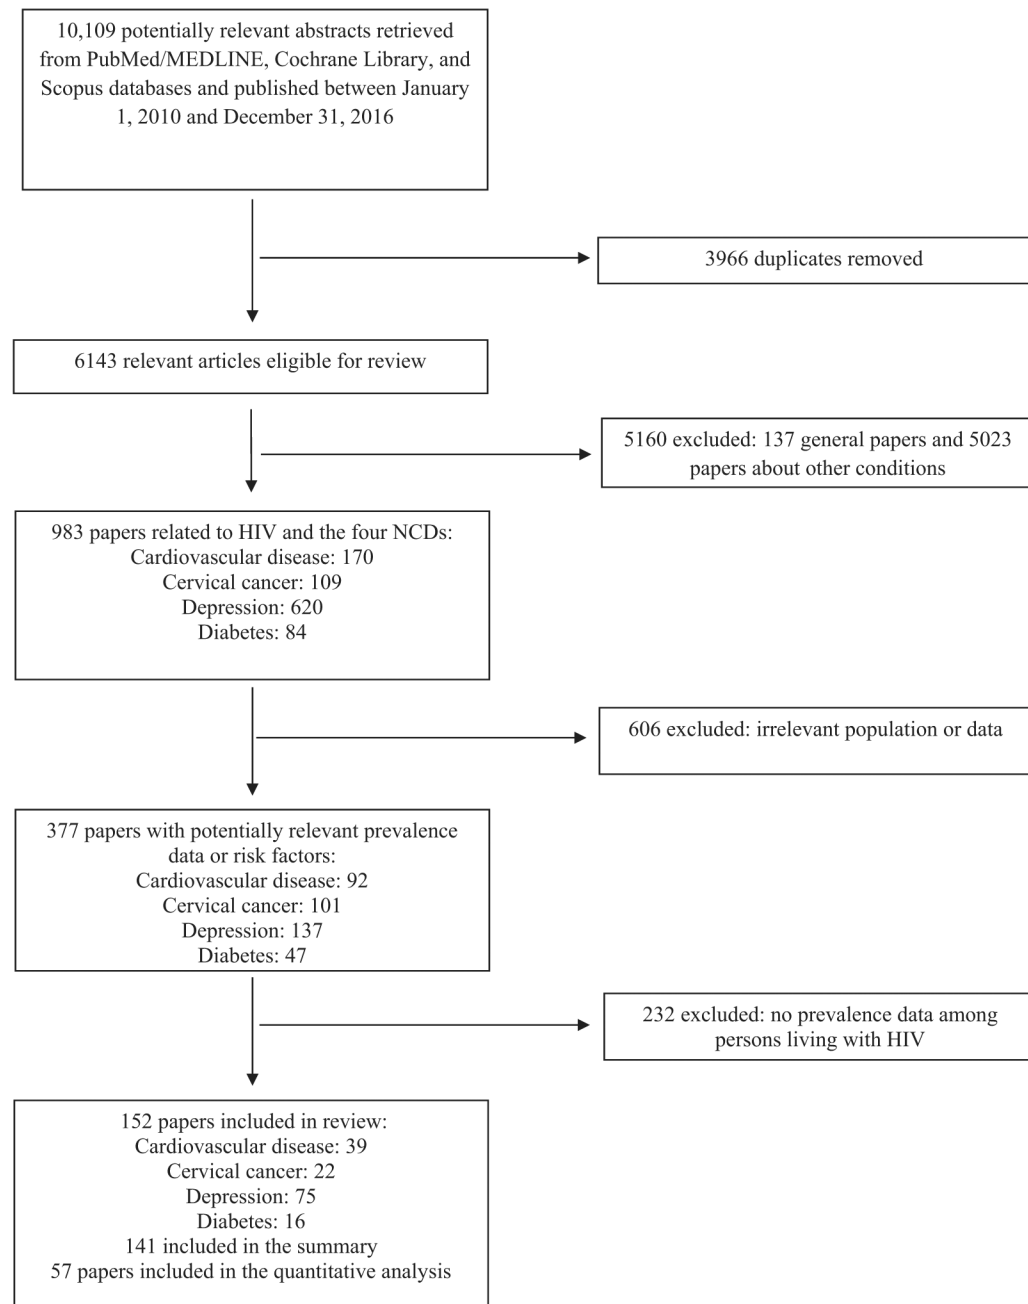 10,109 potentially relevant abstracts retrieved
from PubMed/MEDLINE, Cochrane Library, and
Scopus databases and published between January
1, 2010 and December 31, 2016
3966 duplicates removed
6143 relevant articles eligible for review
5160 excluded: 137 general papers and 5023
papers about other conditions
983 papers related to HIV and the four NCDs:
Cardiovascular disease: 170
Cervical cancer: 109
Depression: 620
Diabetes: 84
606 excluded: irrelevant population or data
377 papers with potentially relevant prevalence
data or risk factors:
Cardiovascular disease: 92
Cervical cancer: 101
Depression: 137
Diabetes: 47
232 excluded: no prevalence data among
persons living with HIV
152 papers included in review:
Cardiovascular disease: 39
Cervical cancer: 22
Depression: 75
Diabetes: 16
141 included in the summary
57 papers included in the quantitative analysis